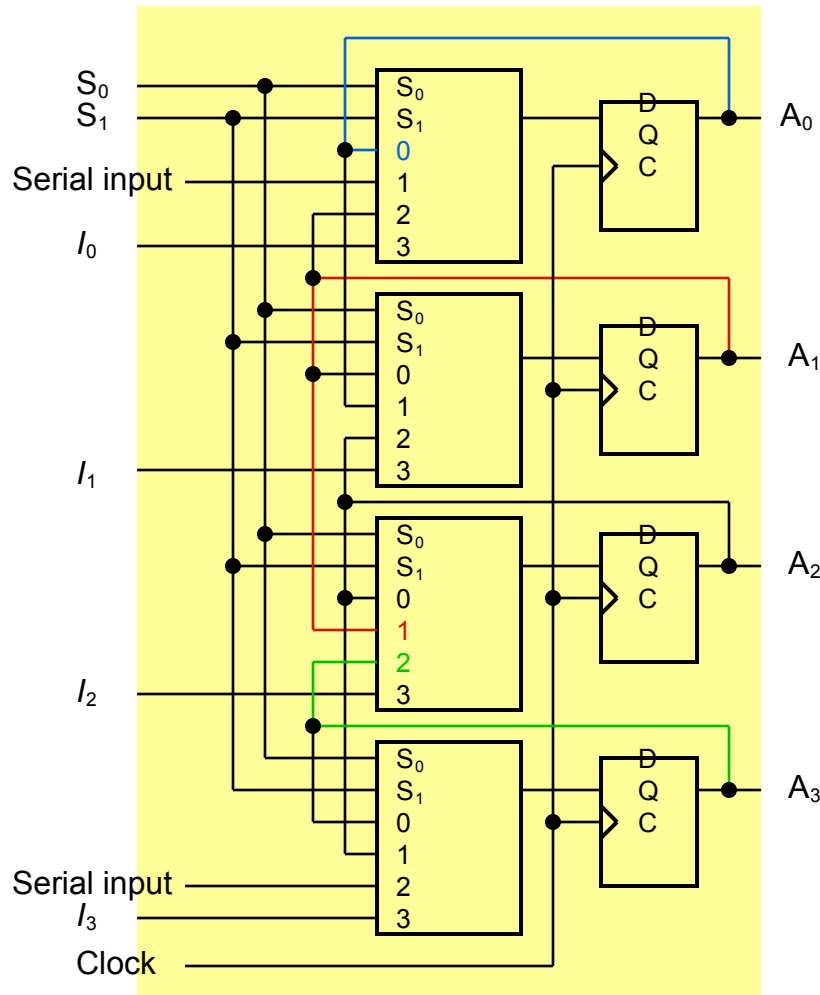 S₀
S₁
Serial input
I₀
S₀
S₁
0
1
2
3
D
Q
C
A₀
I₁
S₀
S₁
0
1
2
3
D
Q
C
A₁
I₂
S₀
S₁
0
1
2
3
D
Q
C
A₂
Serial input
I₃
S₀
S₁
0
1
2
3
D
Q
C
A₃
Clock